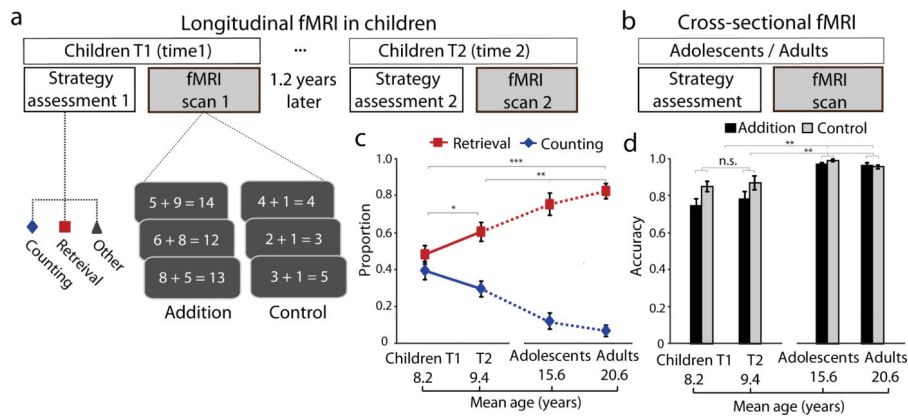 a
Longitudinal fMRI in children
Children T1 (time1)
...
Children T2 (time 2)
Strategy
assessment 1
fMRI
scan 1
1.2 years
later
Strategy
assessment 2
fMRI
scan 2
Counting
Retreival
Other
5 + 9 = 14
6 + 8 = 12
8 + 5 = 13
Addition
4 + 1 = 4
2 + 1 = 3
3 + 1 = 5
Control
b
Cross-sectional fMRI
Adolescents / Adults
Strategy
assessment
fMRI
scan
c
Retrieval
Counting
***
**
*
Proportion
1.0
0.8
0.6
0.4
0.2
0
Children T1
T2
Adolescents
Adults
8.2
9.4
15.6
20.6
Mean age (years)
d
Addition
Control
**
**
n.s.
Accuracy
1.0
0.8
0.6
0.4
0.2
0
Children T1
T2
Adolescents
Adults
8.2
9.4
15.6
20.6
Mean age (years)